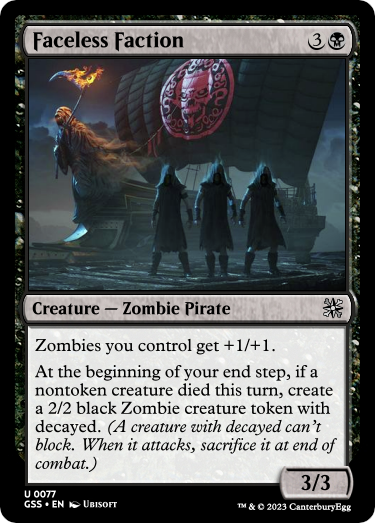 Faceless Faction 3
Creature — Zombie Pirate
Zombies you control get +1/+1.
At the beginning of your end step, if a
nontoken creature died this turn, create
a 2/2 black Zombie creature token with
decayed. (A creature with decayed can't
block. When it attacks, sacrifice it at end of
combat.)
3/3
U 0077
GSS • EN Ubisoft
™ & © 2023 CanterburyEgg